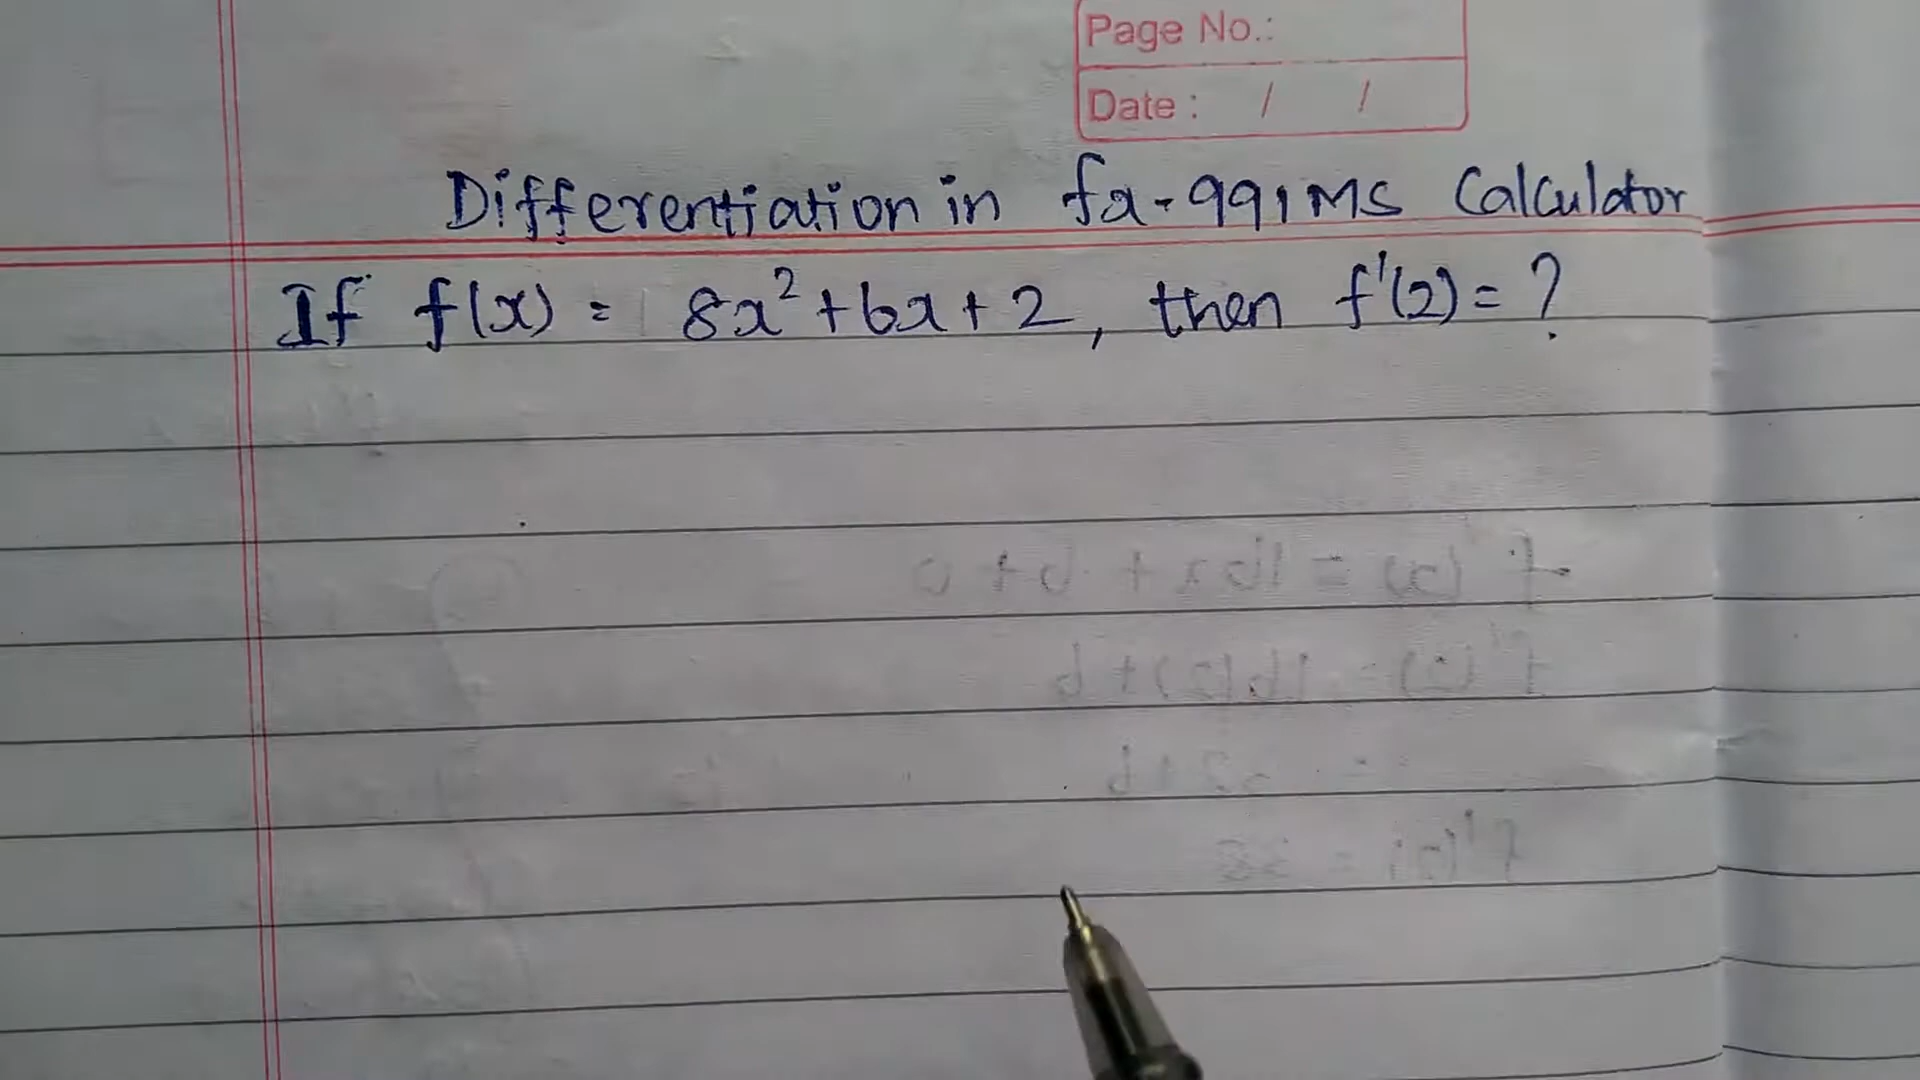 Page No.:
Date : / /
Differentiation in fx-991MS Calculator
If f(x) = 8x²+6x+2, then f'(2)= ?